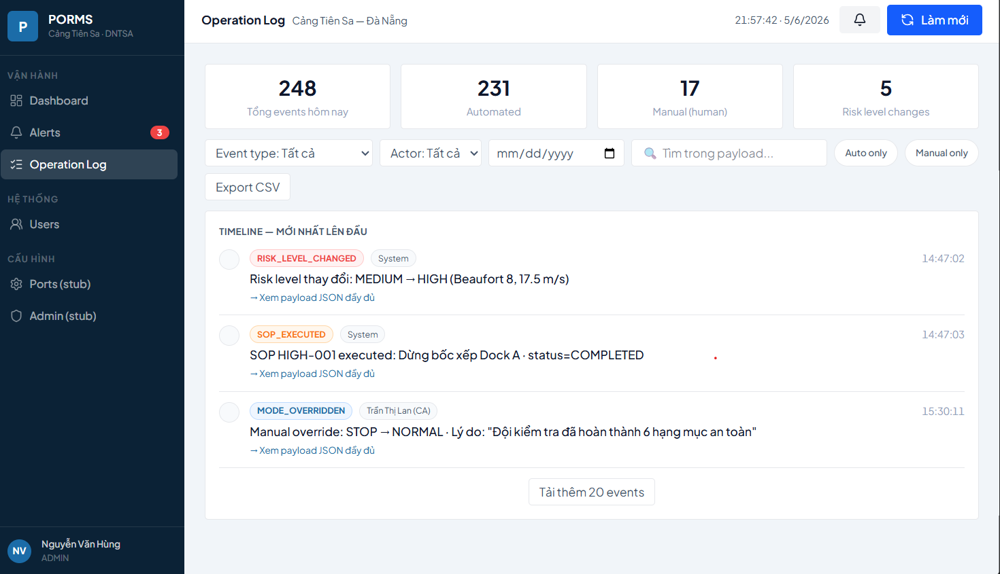 P
PORMS
Cảng Tiên Sa · DNTSA
VẬN HÀNH
Dashboard
Alerts
3
Operation Log
HỆ THỐNG
Users
CẤU HÌNH
Ports (stub)
Admin (stub)
NV
Nguyễn Văn Hùng
ADMIN
Operation Log Cảng Tiên Sa — Đà Nẵng
21:57:42 · 5/6/2026
Làm mới
248
Tổng events hôm nay
231
Automated
17
Manual (human)
5
Risk level changes
Event type: Tất cả
Actor: Tất cả
mm/dd/yyyy
🔍 Tìm trong payload...
Auto only
Manual only
Export CSV
TIMELINE — MỚI NHẤT LÊN ĐẦU
RISK_LEVEL_CHANGED System 14:47:02
Risk level thay đổi: MEDIUM → HIGH (Beaufort 8, 17.5 m/s)
→ Xem payload JSON đầy đủ
SOP_EXECUTED System 14:47:03
SOP HIGH-001 executed: Dừng bốc xếp Dock A · status=COMPLETED
→ Xem payload JSON đầy đủ
MODE_OVERRIDDEN Trần Thị Lan (CA) 15:30:11
Manual override: STOP → NORMAL · Lý do: "Đội kiểm tra đã hoàn thành 6 hạng mục an toàn"
→ Xem payload JSON đầy đủ
Tải thêm 20 events